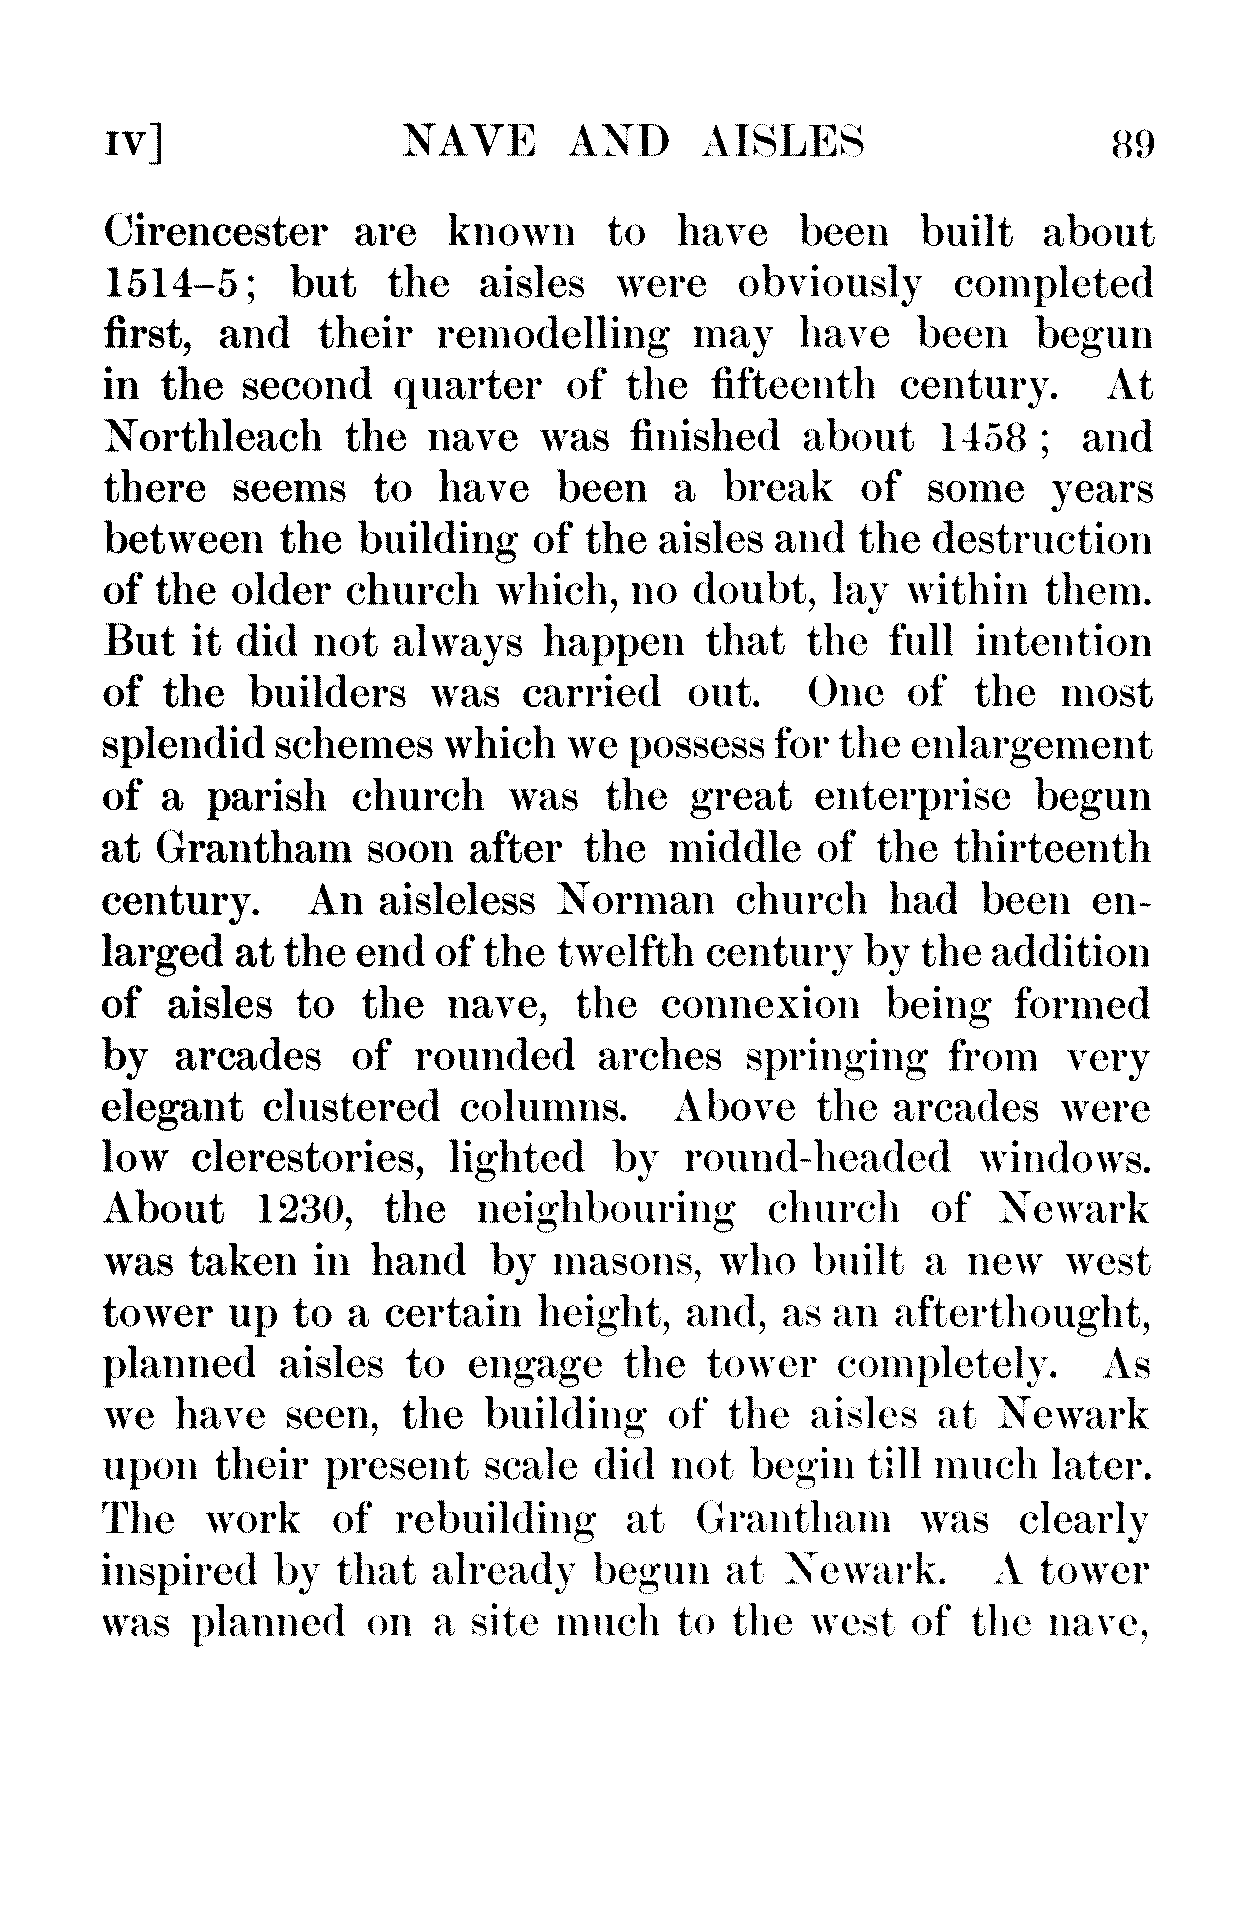 IV] NAVE AND AISLES 89
Cirencester are known to have been built about
1514–5; but the aisles were obviously completed
first, and their remodelling may have been begun
in the second quarter of the fifteenth century. At
Northleach the nave was finished about 1458 ; and
there seems to have been a break of some years
between the building of the aisles and the destruction
of the older church which, no doubt, lay within them.
But it did not always happen that the full intention
of the builders was carried out. One of the most
splendid schemes which we possess for the enlargement
of a parish church was the great enterprise begun
at Grantham soon after the middle of the thirteenth
century. An aisleless Norman church had been en-
larged at the end of the twelfth century by the addition
of aisles to the nave, the connexion being formed
by arcades of rounded arches springing from very
elegant clustered columns. Above the arcades were
low clerestories, lighted by round-headed windows.
About 1230, the neighbouring church of Newark
was taken in hand by masons, who built a new west
tower up to a certain height, and, as an afterthought,
planned aisles to engage the tower completely. As
we have seen, the building of the aisles at Newark
upon their present scale did not begin till much later.
The work of rebuilding at Grantham was clearly
inspired by that already begun at Newark. A tower
was planned on a site much to the west of the nave,